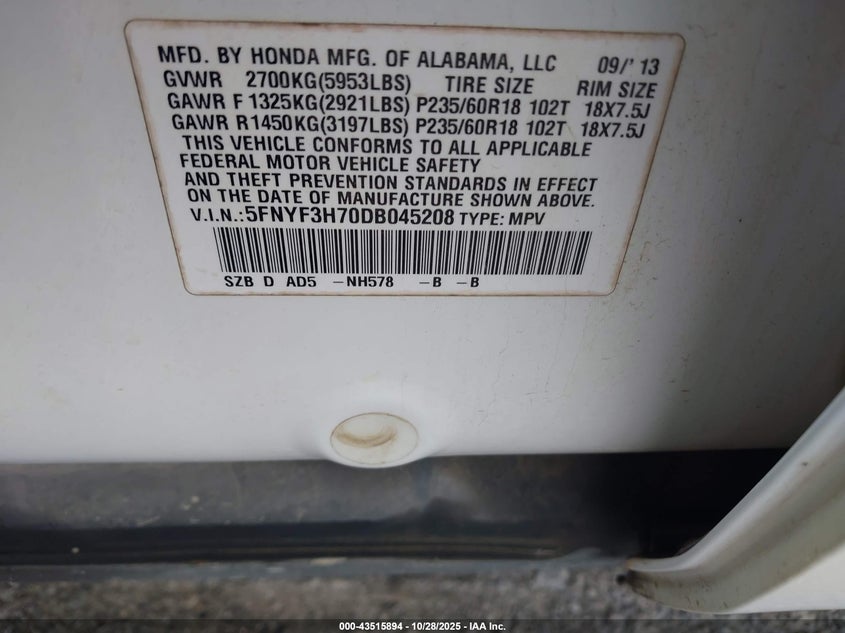 MFD. BY HONDA MFG. OF ALABAMA, LLC 09/' 13
GVWR 2700KG(5953LBS) TIRE SIZE RIM SIZE
GAWR F 1325KG(2921LBS) P235/60R18 102T 18X7.5J
GAWR R1450KG(3197LBS) P235/60R18 102T 18X7.5J
THIS VEHICLE CONFORMS TO ALL APPLICABLE
FEDERAL MOTOR VEHICLE SAFETY
AND THEFT PREVENTION STANDARDS IN EFFECT
ON THE DATE OF MANUFACTURE SHOWN ABOVE.
V.I.N.:5FNYF3H70DB045208 TYPE: MPV
SZB D AD5 -NH578 -B -B
000-43515894 - 10/28/2025 - IAA Inc.